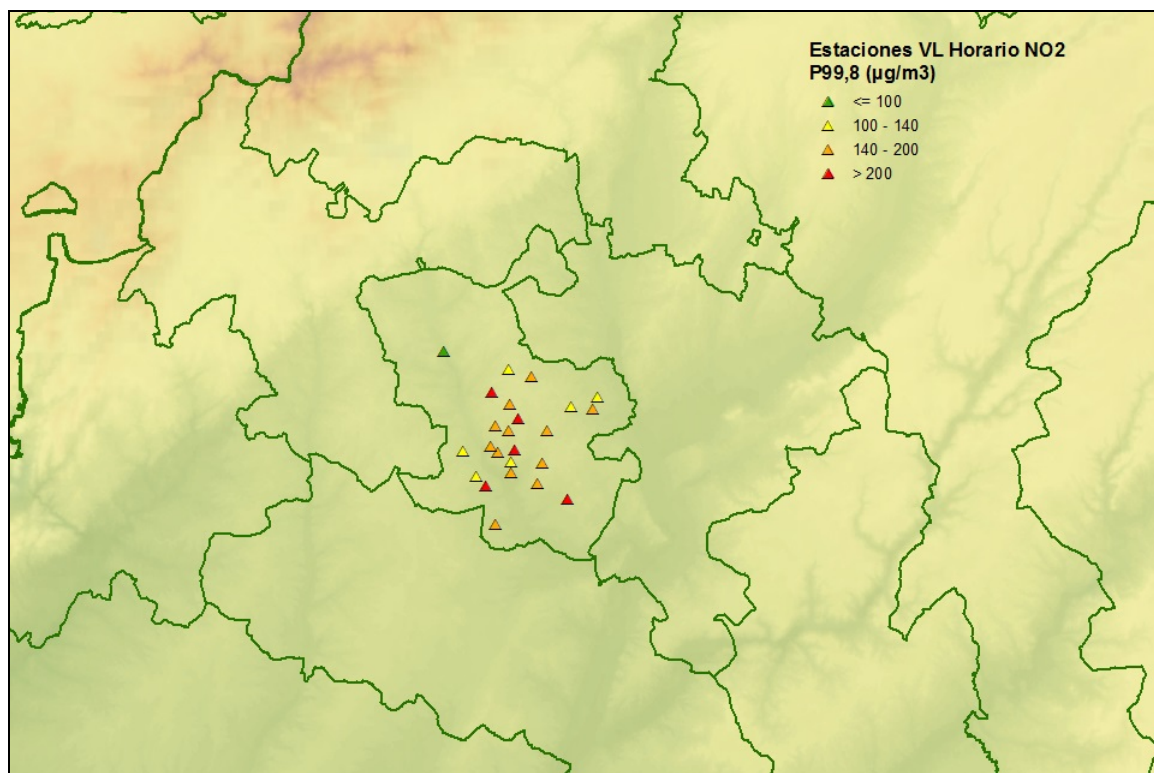 Estaciones VL Horario NO2
P99,8 (µg/m3)
<= 100
100 - 140
140 - 200
> 200